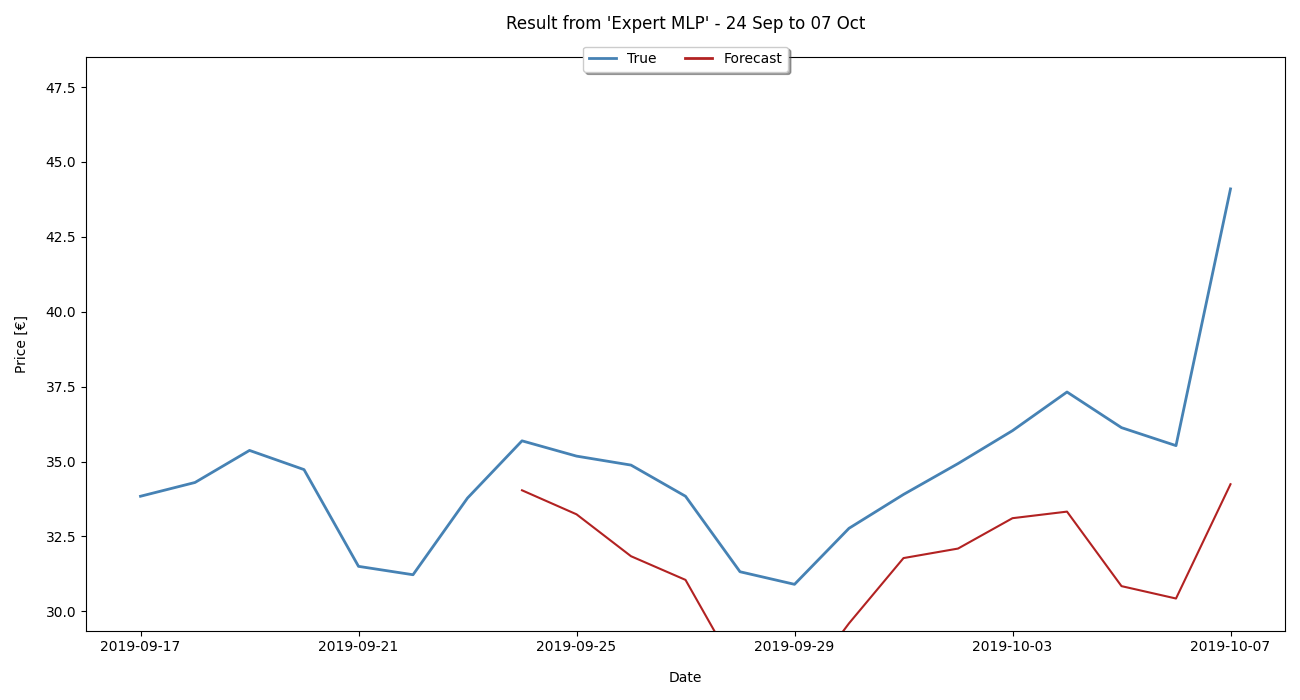 Result from 'Expert MLP' - 24 Sep to 07 Oct
True Forecast
47.5
45.0
42.5
40.0
37.5
35.0
32.5
30.0
Price [€]
2019-09-17 2019-09-21 2019-09-25 2019-09-29 2019-10-03 2019-10-07
Date